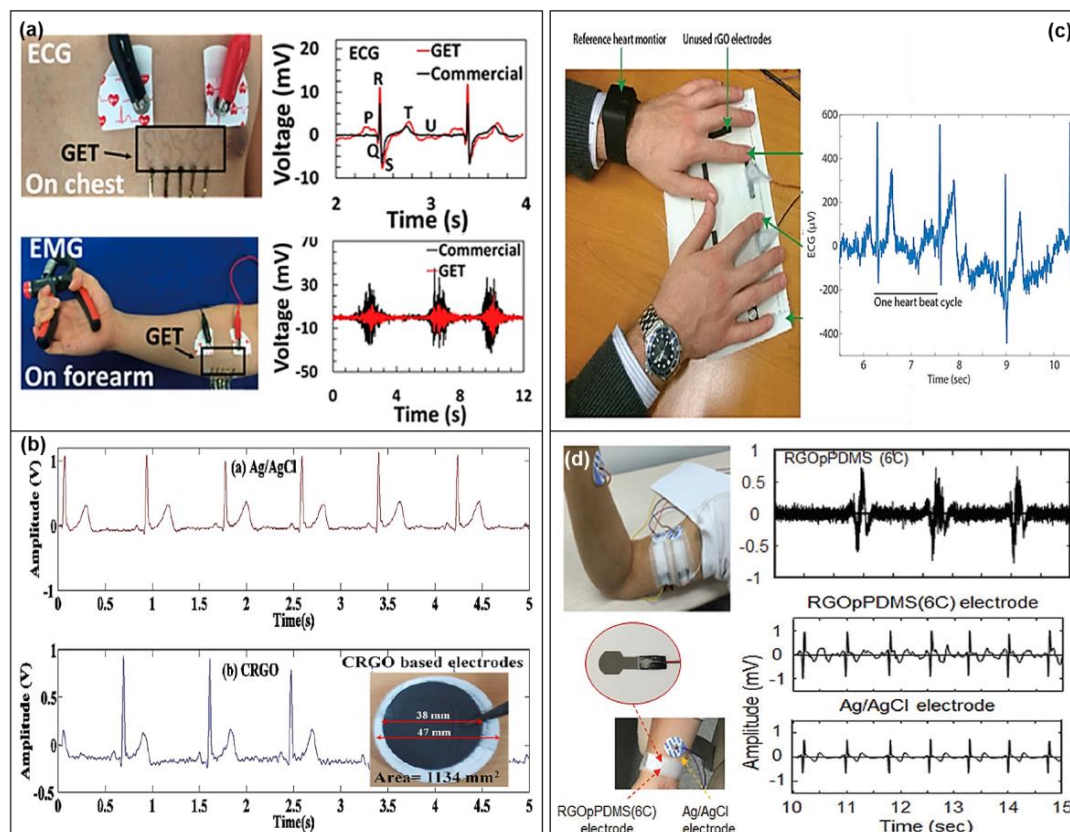 (a)
ECG
GET
On chest
Voltage (mV)
20
10
0
-10
ECG
GET
Commercial
R
P
T
U
Q
S
2
3
4
Time (s)
EMG
GET
On forearm
Voltage (mV)
70
30
-10
-50
Commercial
GET
0
4
8
12
Time (s)
(b)
Amplitude (V)
1
0
-1
(a) Ag/AgCl
0 0.5 1 1.5 2 2.5 3 3.5 4 4.5 5
Time(s)
Amplitude (V)
1
0.5
0
-0.5
(b) CRGO
CRGO based electrodes
38 mm
47 mm
Area= 1134 mm²
0 0.5 1 1.5 2 2.5 3 3.5 4 4.5 5
Time(s)
(c)
Reference heart montior
Unused rGO electrodes
ECG (µV)
600
400
200
0
-200
-400
One heart beat cycle
6 7 8 9 10
Time (sec)
(d)
RGOpPDMS (6C)
1
0.5
0
-0.5
-1
RGOpPDMS(6C) electrode
Amplitude (mV)
1
0
-1
Ag/AgCl electrode
1
0
-1
10 11 12 13 14 15
Time (sec)
RGOpPDMS(6C)
electrode
Ag/AgCl
electrode